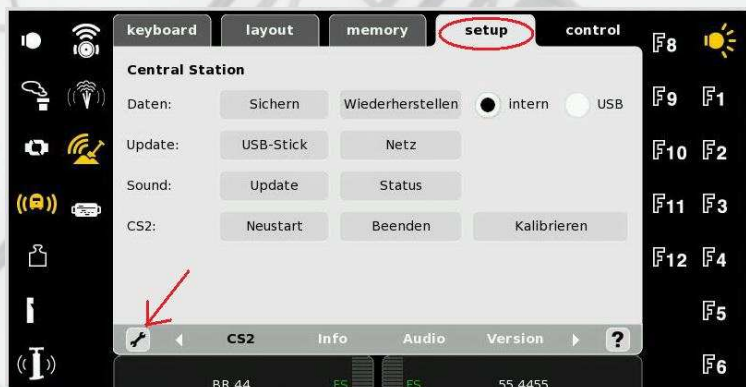 keyboard layout memory setup control
Central Station
Daten: Sichern Wiederherstellen intern USB
Update: USB-Stick Netz
Sound: Update Status
CS2: Neustart Beenden Kalibrieren
CS2 Info Audio Version ?
BR 44 ES ES 55 4455
F8
F9 F1
F10 F2
F11 F3
F12 F4
F5
F6